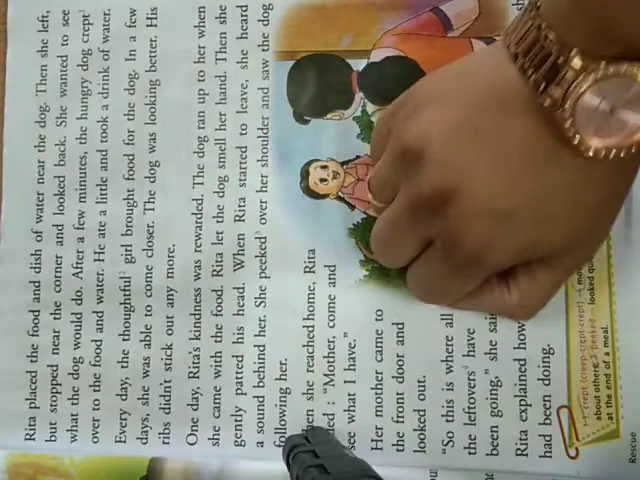 Rita placed the food and dish of water near the dog. Then she left,
but stopped near the corner and looked back. She wanted to see
what the dog would do. After a few minutes, the hungry dog crept¹
over to the food and water. He ate a little and took a drink of water.
Every day, the thoughtful² girl brought food for the dog. In a few
days, she was able to come closer. The dog was looking better. His
ribs didn't stick out any more.
One day, Rita's kindness was rewarded. The dog ran up to her when
she came with the food. Rita let the dog smell her hand. Then she
gently patted his head. When Rita started to leave, she heard
a sound behind her. She peeked³ over her shoulder and saw the dog
following her.
she reached home, Rita
: "Mother, come and
see what I have."
Her mother came to
the front door and
looked out.
"So this is where all
the leftovers⁴ have
been going," she
Rita explained how
had been doing.
crept (creep-crept-crept) –
about others; 3. peeked – looked
at the end of a meal.
Rescue